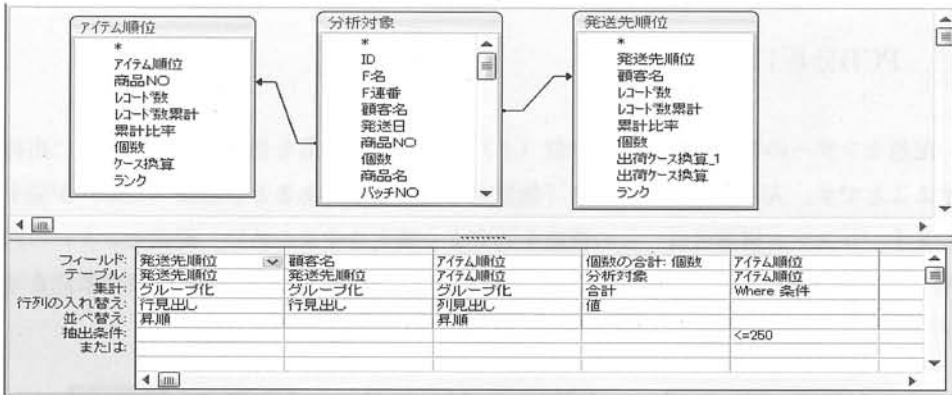 アイテム順位
*
アイテム順位
商品NO
レコード数
レコード数累計
累計比率
個数
ケース換算
ランク
分析対象
*
ID
F名
F連番
顧客名
発送日
商品NO
個数
商品名
バッチNO
発送先順位
*
発送先順位
顧客名
レコード数
レコード数累計
累計比率
個数
出荷ケース換算_1
出荷ケース換算
ランク
フィールド: 発送先順位 顧客名 アイテム順位 個数の合計: 個数 アイテム順位
テーブル: 発送先順位 発送先順位 アイテム順位 分析対象 アイテム順位
集計: グループ化 グループ化 グループ化 合計 Where 条件
行列の入れ替え: 行見出し 行見出し 列見出し 値
並べ替え: 昇順 昇順
抽出条件: <=250
または: